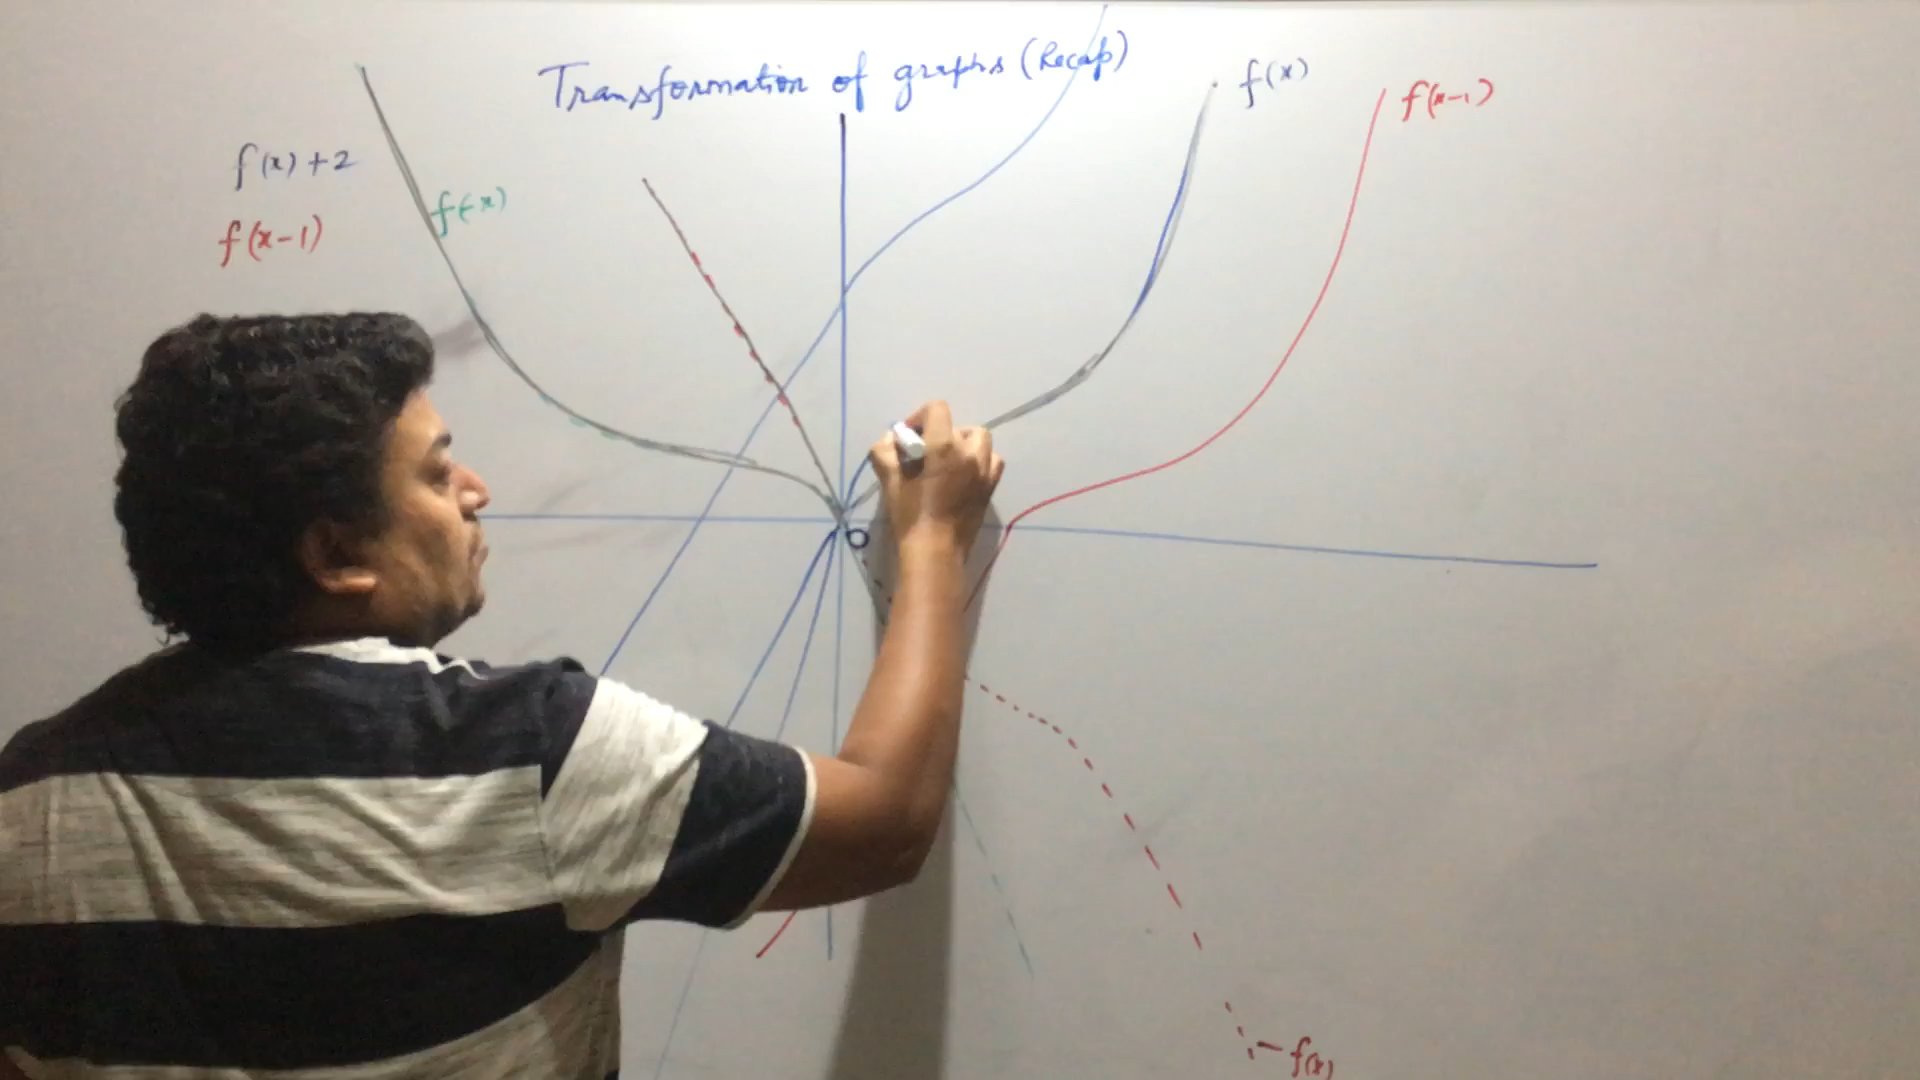 Transformation of graphs (Recap)
f(x)
f(x-1)
f(x) + 2
f(-x)
f(x-1)
O
- f(x)